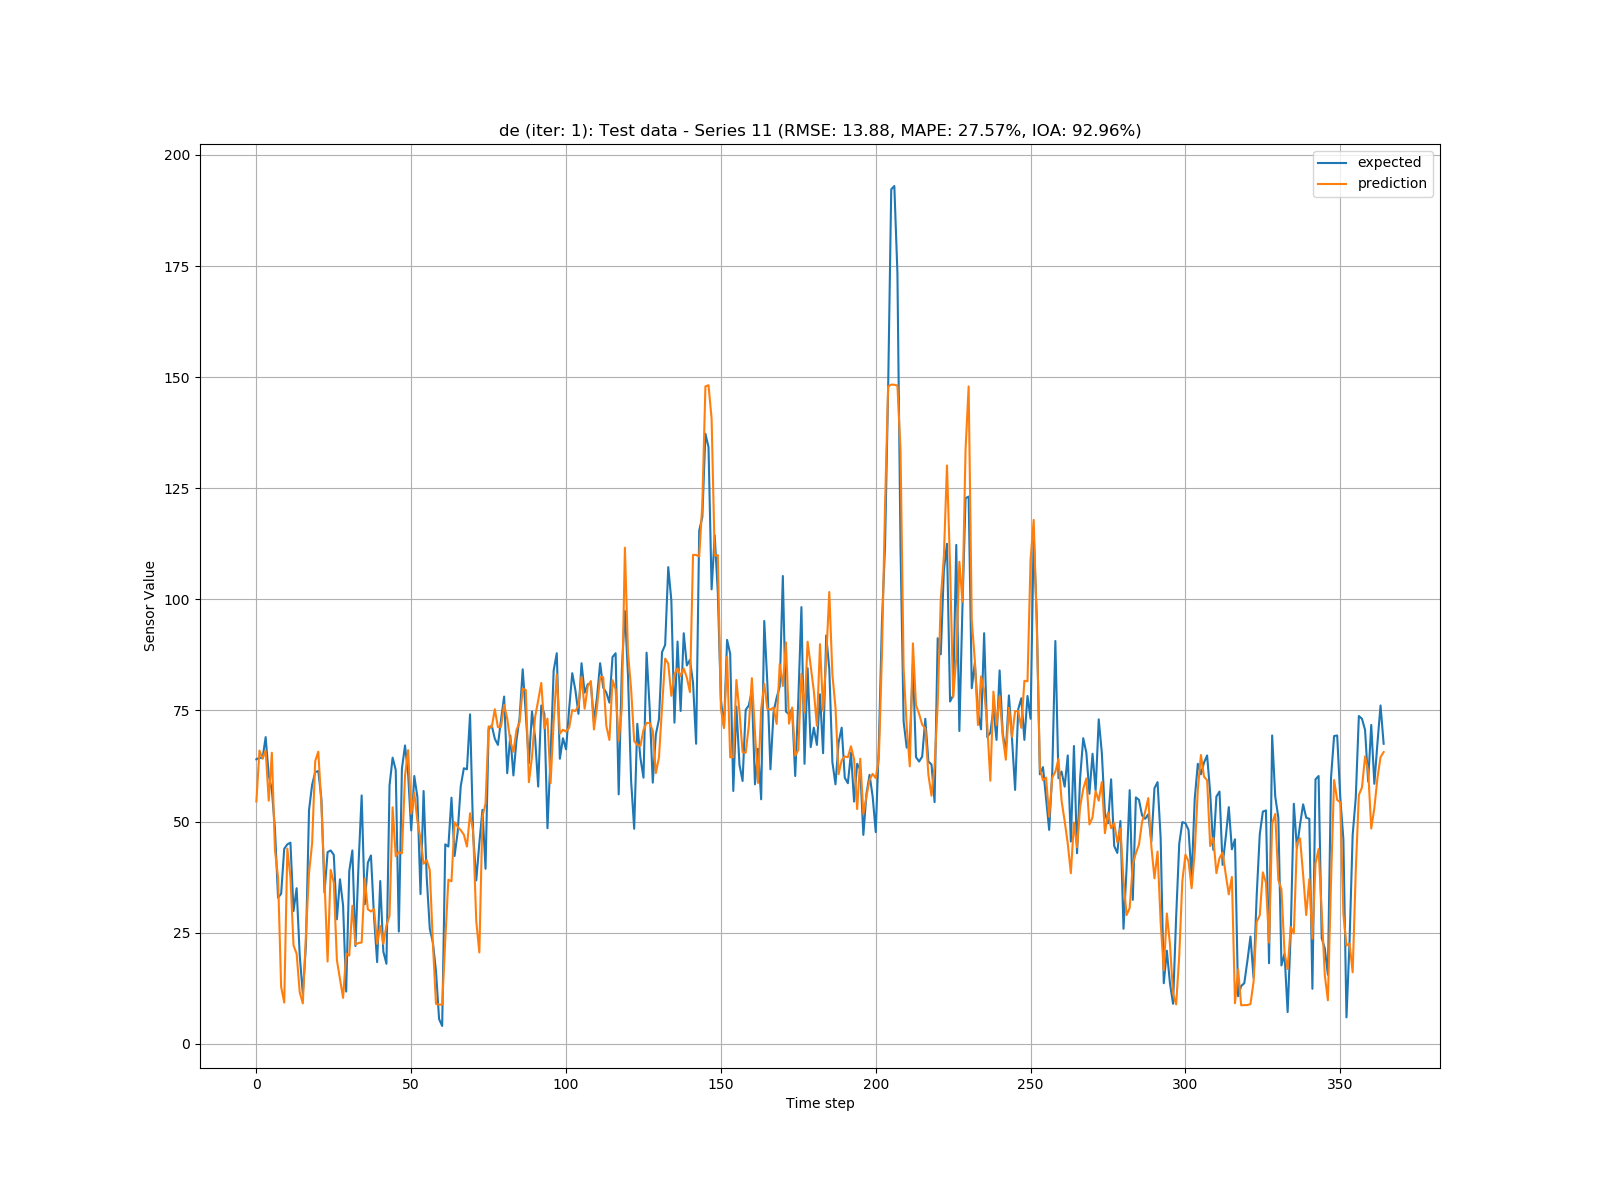 de (iter: 1): Test data - Series 11 (RMSE: 13.88, MAPE: 27.57%, IOA: 92.96%)
expected
prediction
200
175
150
125
100
75
50
25
0
Sensor Value
0 50 100 150 200 250 300 350
Time step